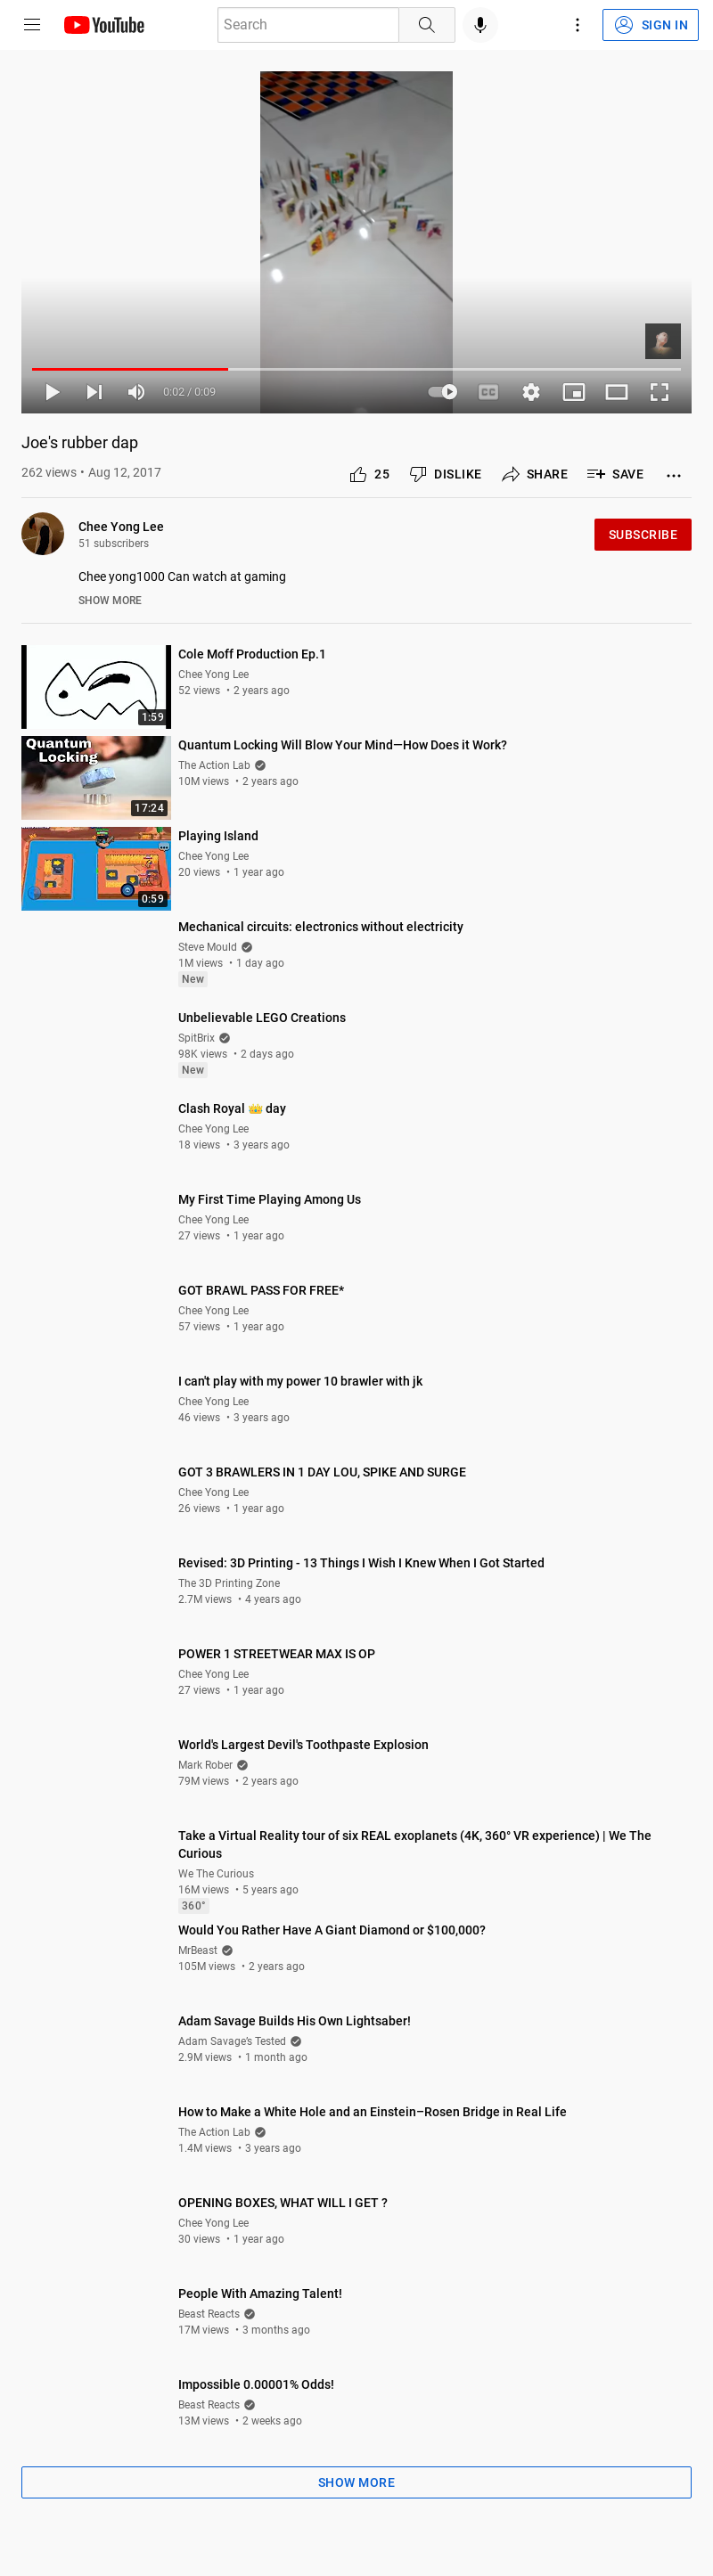 YouTube
Search
SIGN IN
0:02 / 0:09
CC
Joe's rubber dap
262 views • Aug 12, 2017
25
DISLIKE
SHARE
SAVE
Chee Yong Lee
51 subscribers
SUBSCRIBE
Chee yong1000 Can watch at gaming
SHOW MORE
1:59
Cole Moff Production Ep.1
Chee Yong Lee
52 views • 2 years ago
Quantum
Locking
17:24
Quantum Locking Will Blow Your Mind—How Does it Work?
The Action Lab
10M views • 2 years ago
0:59
Playing Island
Chee Yong Lee
20 views • 1 year ago
Mechanical circuits: electronics without electricity
Steve Mould
1M views • 1 day ago
New
Unbelievable LEGO Creations
SpitBrix
98K views • 2 days ago
New
Clash Royal 👑 day
Chee Yong Lee
18 views • 3 years ago
My First Time Playing Among Us
Chee Yong Lee
27 views • 1 year ago
GOT BRAWL PASS FOR FREE*
Chee Yong Lee
57 views • 1 year ago
I can't play with my power 10 brawler with jk
Chee Yong Lee
46 views • 3 years ago
GOT 3 BRAWLERS IN 1 DAY LOU, SPIKE AND SURGE
Chee Yong Lee
26 views • 1 year ago
Revised: 3D Printing - 13 Things I Wish I Knew When I Got Started
The 3D Printing Zone
2.7M views • 4 years ago
POWER 1 STREETWEAR MAX IS OP
Chee Yong Lee
27 views • 1 year ago
World's Largest Devil's Toothpaste Explosion
Mark Rober
79M views • 2 years ago
Take a Virtual Reality tour of six REAL exoplanets (4K, 360° VR experience) | We The
Curious
We The Curious
16M views • 5 years ago
360°
Would You Rather Have A Giant Diamond or $100,000?
MrBeast
105M views • 2 years ago
Adam Savage Builds His Own Lightsaber!
Adam Savage's Tested
2.9M views • 1 month ago
How to Make a White Hole and an Einstein–Rosen Bridge in Real Life
The Action Lab
1.4M views • 3 years ago
OPENING BOXES, WHAT WILL I GET ?
Chee Yong Lee
30 views • 1 year ago
People With Amazing Talent!
Beast Reacts
17M views • 3 months ago
Impossible 0.00001% Odds!
Beast Reacts
13M views • 2 weeks ago
SHOW MORE